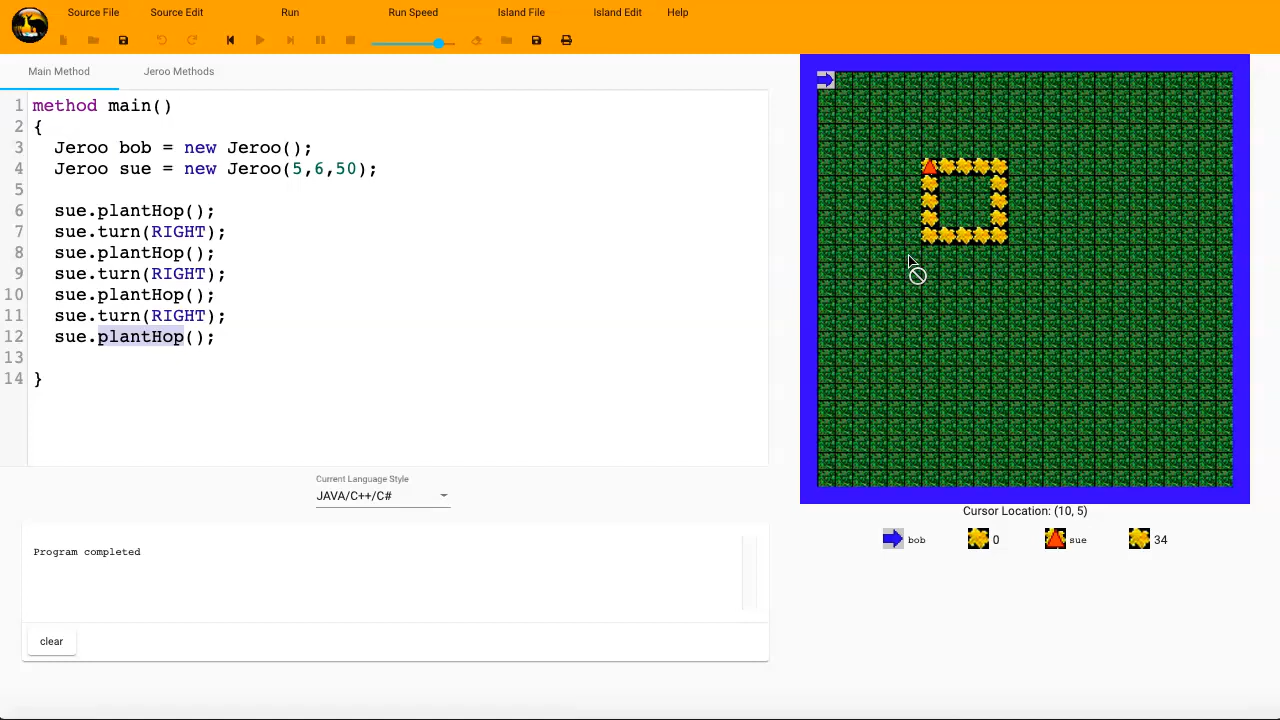 Source File Source Edit Run Run Speed Island File Island Edit Help
Main Method Jeroo Methods
1 method main()
2 {
3 Jeroo bob = new Jeroo();
4 Jeroo sue = new Jeroo(5,6,50);
5
6 sue.plantHop();
7 sue.turn(RIGHT);
8 sue.plantHop();
9 sue.turn(RIGHT);
10 sue.plantHop();
11 sue.turn(RIGHT);
12 sue.plantHop();
13
14 }
Current Language Style
JAVA/C++/C#
Cursor Location: (10, 5)
bob 0 sue 34
Program completed
clear